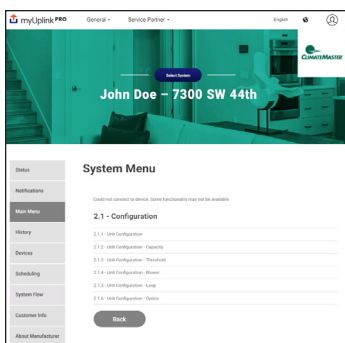 myUplink PRO
General
Service Partner
English
CLIMATEMASTER
Select System
John Doe – 7300 SW 44th
Status
Notifications
Main Menu
History
Devices
Scheduling
System Flow
Customer Info
About Manufacturer
System Menu
Could not connect to device. Some functionality may not be available.
2.1 - Configuration
2.1.1 - Unit Configuration
2.1.2 - Unit Configuration - Capacity
2.1.3 - Unit Configuration - Threshold
2.1.4 - Unit Configuration - Blower
2.1.5 - Unit Configuration - Loop
2.1.6 - Unit Configuration - Option
Back